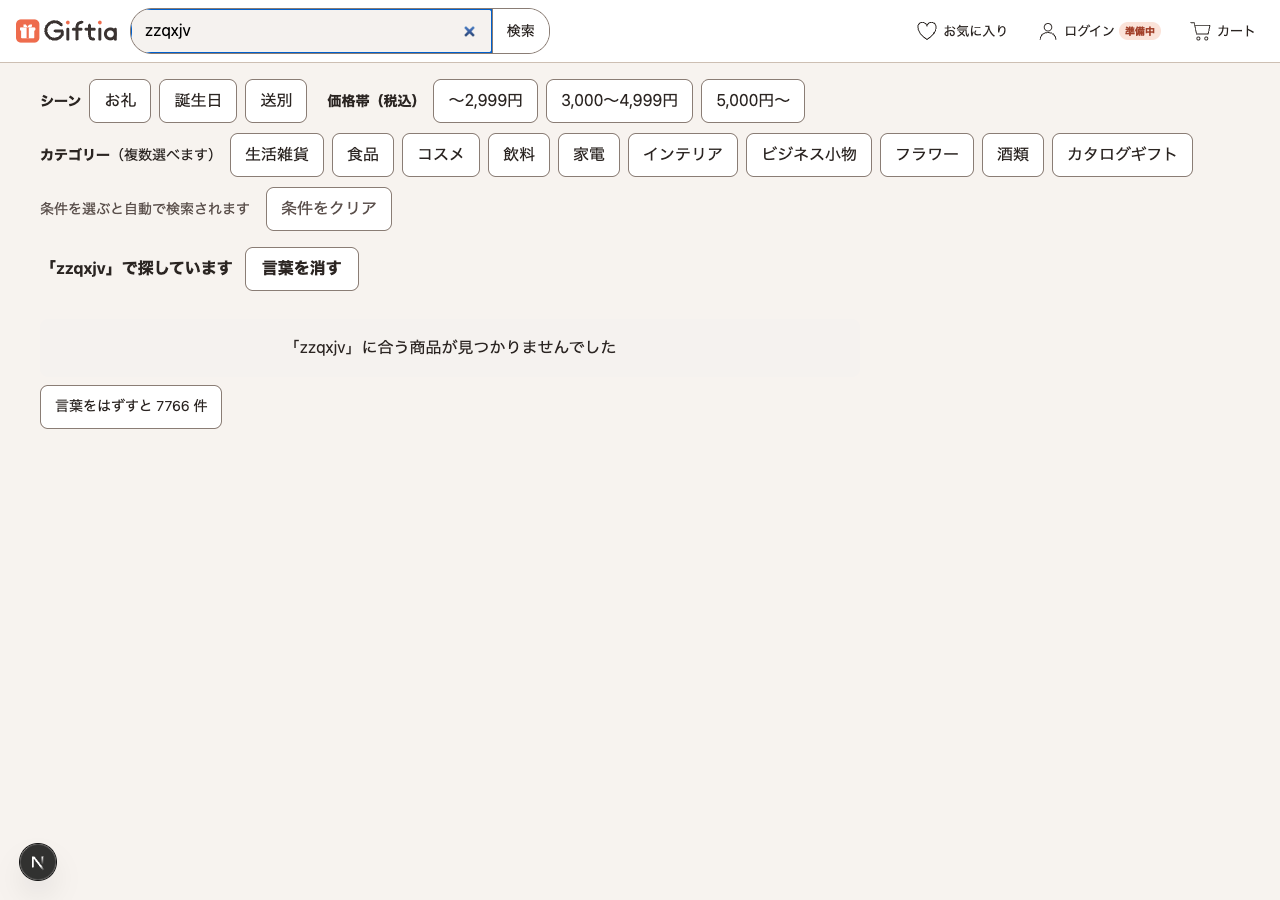 Giftia zzqxjv × 検索 お気に入り ログイン 準備中 カート
シーン お礼 誕生日 送別 価格帯（税込） 〜2,999円 3,000〜4,999円 5,000円〜
カテゴリー（複数選べます） 生活雑貨 食品 コスメ 飲料 家電 インテリア ビジネス小物 フラワー 酒類 カタログギフト
条件を選ぶと自動で検索されます 条件をクリア
「zzqxjv」で探しています 言葉を消す
「zzqxjv」に合う商品が見つかりませんでした
言葉をはずすと 7766 件
N